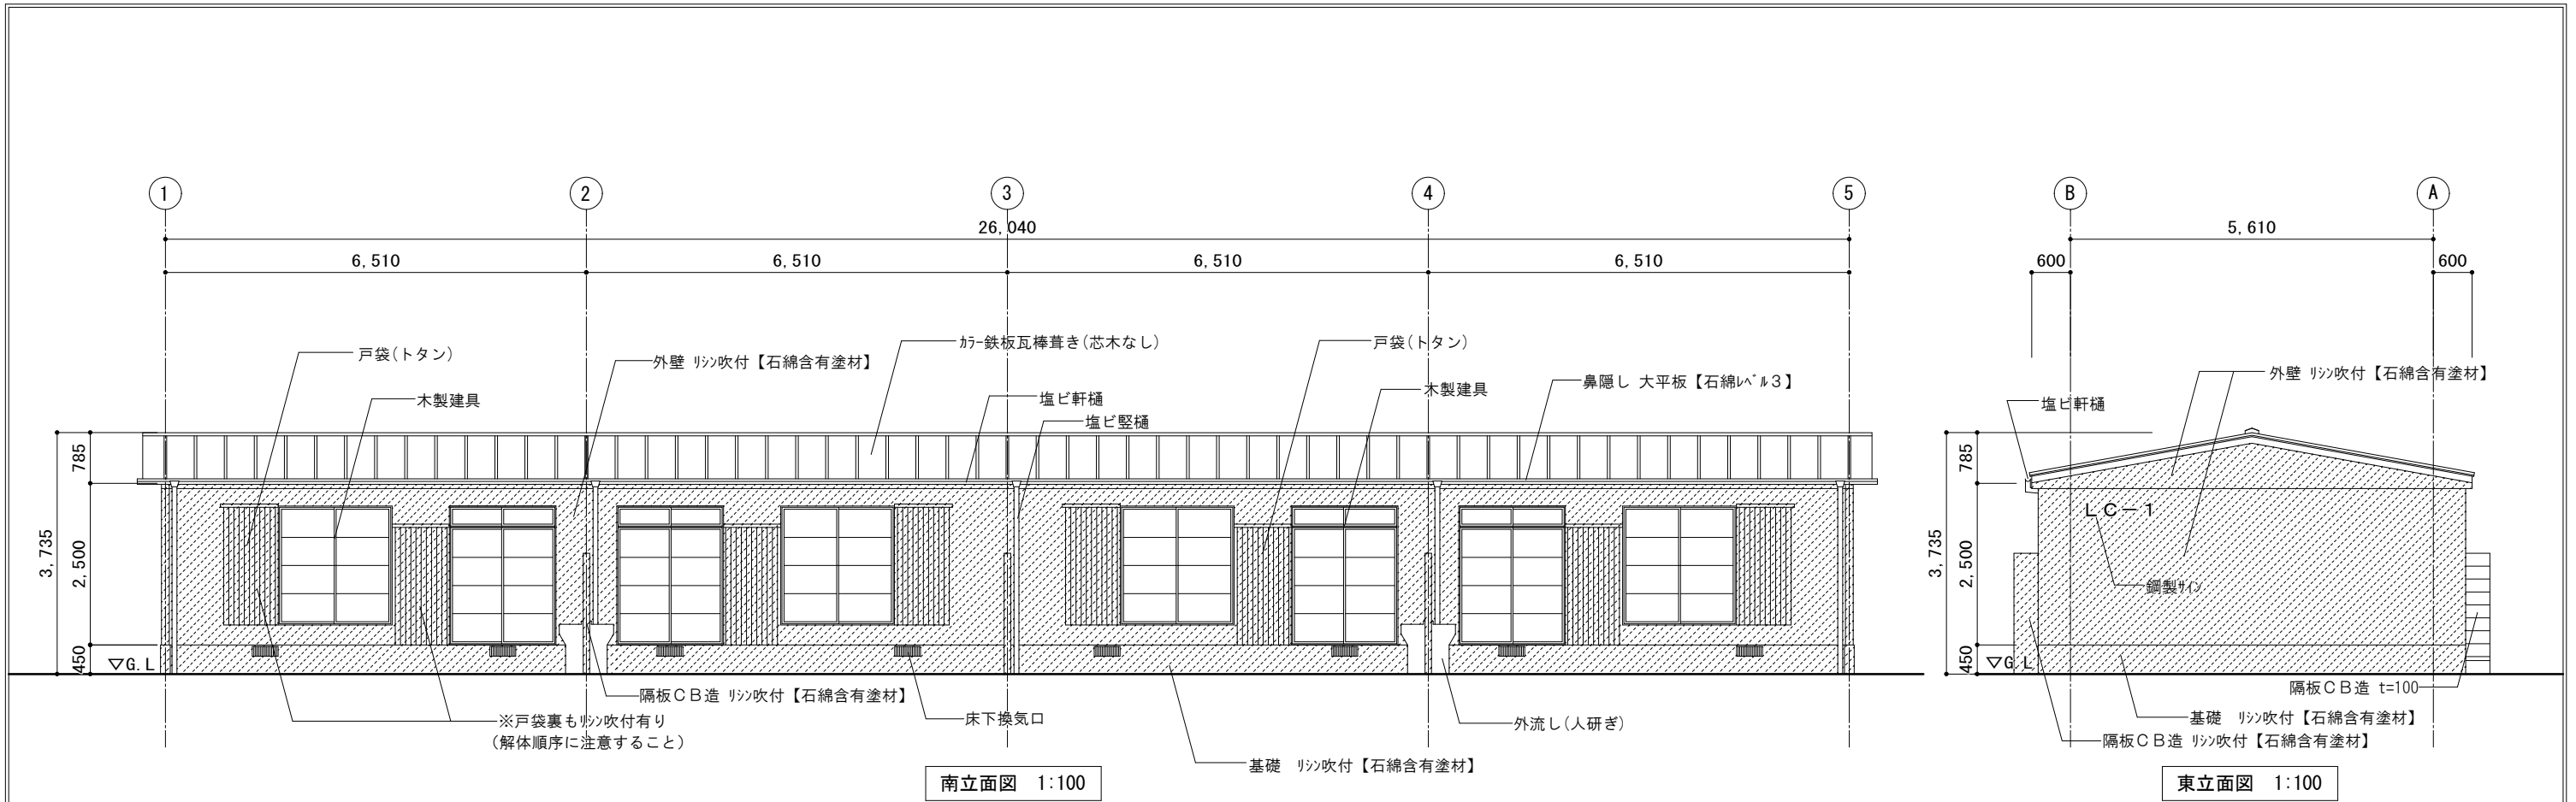 1
2
3
4
5
26,040
6,510
6,510
6,510
6,510
戸袋(トタン)
木製建具
外壁 ﾘｼﾝ吹付【石綿含有塗材】
ｶﾗｰ鉄板瓦棒葺き(芯木なし)
塩ビ軒樋
塩ビ竪樋
戸袋(トタン)
木製建具
鼻隠し 大平板【石綿ﾚﾍﾞﾙ3】
3,735
785
2,500
450
▽G.L
※戸袋裏もﾘｼﾝ吹付有り
(解体順序に注意すること)
隔板CB造 ﾘｼﾝ吹付【石綿含有塗材】
床下換気口
基礎 ﾘｼﾝ吹付【石綿含有塗材】
外流し(人研ぎ)
南立面図 1:100
B
A
5,610
600
600
外壁 ﾘｼﾝ吹付【石綿含有塗材】
塩ビ軒樋
3,735
785
2,500
450
▽G.L
LC-1
鋼製ｻｲﾝ
隔板CB造 t=100
基礎 ﾘｼﾝ吹付【石綿含有塗材】
隔板CB造 ﾘｼﾝ吹付【石綿含有塗材】
東立面図 1:100